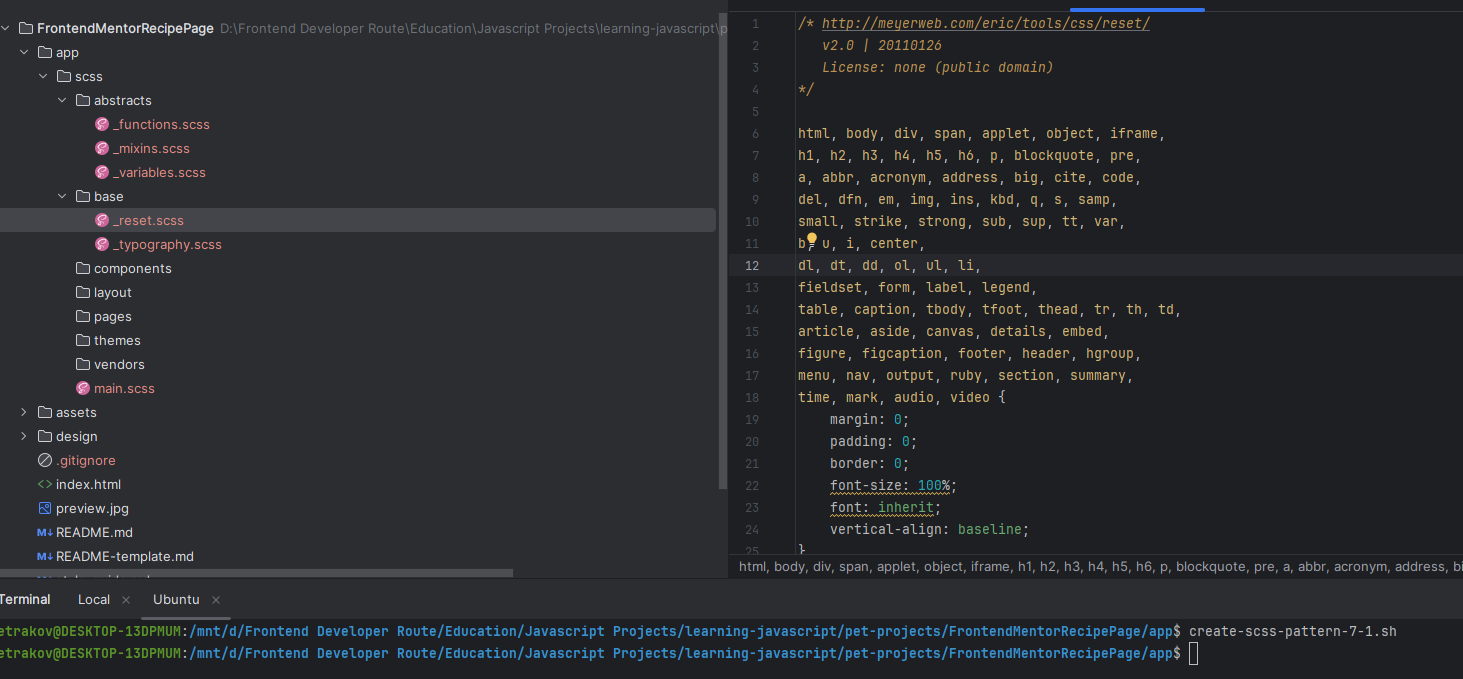 FrontendMentorRecipePage D:\Frontend Developer Route\Education\Javascript Projects\learning-javascript\p
app
scss
abstracts
_functions.scss
_mixins.scss
_variables.scss
base
_reset.scss
_typography.scss
components
layout
pages
themes
vendors
main.scss
assets
design
.gitignore
index.html
preview.jpg
M↓ README.md
M↓ README-template.md
1 /* http://meyerweb.com/eric/tools/css/reset/
2 v2.0 | 20110126
3 License: none (public domain)
4 */
5
6 html, body, div, span, applet, object, iframe,
7 h1, h2, h3, h4, h5, h6, p, blockquote, pre,
8 a, abbr, acronym, address, big, cite, code,
9 del, dfn, em, img, ins, kbd, q, s, samp,
10 small, strike, strong, sub, sup, tt, var,
11 b, u, i, center,
12 dl, dt, dd, ol, ul, li,
13 fieldset, form, label, legend,
14 table, caption, tbody, tfoot, thead, tr, th, td,
15 article, aside, canvas, details, embed,
16 figure, figcaption, footer, header, hgroup,
17 menu, nav, output, ruby, section, summary,
18 time, mark, audio, video {
19 margin: 0;
20 padding: 0;
21 border: 0;
22 font-size: 100%;
23 font: inherit;
24 vertical-align: baseline;
25 }
html, body, div, span, applet, object, iframe, h1, h2, h3, h4, h5, h6, p, blockquote, pre, a, abbr, acronym, address, bi
Terminal Local × Ubuntu ×
etrakov@DESKTOP-13DPMUM:/mnt/d/Frontend Developer Route/Education/Javascript Projects/learning-javascript/pet-projects/FrontendMentorRecipePage/app$ create-scss-pattern-7-1.sh
etrakov@DESKTOP-13DPMUM:/mnt/d/Frontend Developer Route/Education/Javascript Projects/learning-javascript/pet-projects/FrontendMentorRecipePage/app$